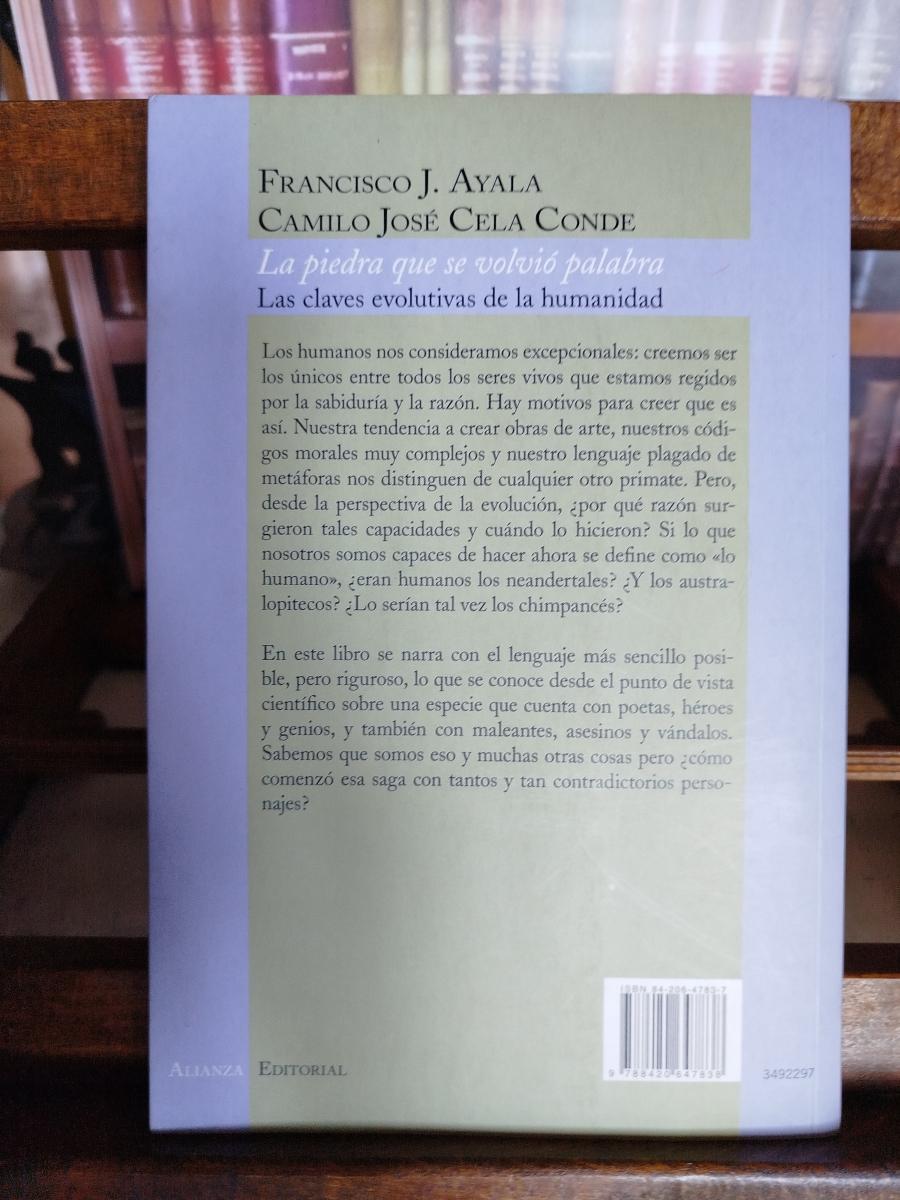 FRANCISCO J. AYALA
CAMILO JOSÉ CELA CONDE
La piedra que se volvió palabra
Las claves evolutivas de la humanidad
Los humanos nos consideramos excepcionales: creemos ser
los únicos entre todos los seres vivos que estamos regidos
por la sabiduría y la razón. Hay motivos para creer que es
así. Nuestra tendencia a crear obras de arte, nuestros códi-
gos morales muy complejos y nuestro lenguaje plagado de
metáforas nos distinguen de cualquier otro primate. Pero,
desde la perspectiva de la evolución, ¿por qué razón sur-
gieron tales capacidades y cuándo lo hicieron? Si lo que
nosotros somos capaces de hacer ahora se define como «lo
humano», ¿eran humanos los neandertales? ¿Y los austra-
lopitecos? ¿Lo serían tal vez los chimpancés?
En este libro se narra con el lenguaje más sencillo posi-
ble, pero riguroso, lo que se conoce desde el punto de vista
científico sobre una especie que cuenta con poetas, héroes
y genios, y también con maleantes, asesinos y vándalos.
Sabemos que somos eso y muchas otras cosas pero ¿cómo
comenzó esa saga con tantos y tan contradictorios perso-
najes?
ISBN 84-206-4783-7
9 788420 647838
ALIANZA EDITORIAL
3492297